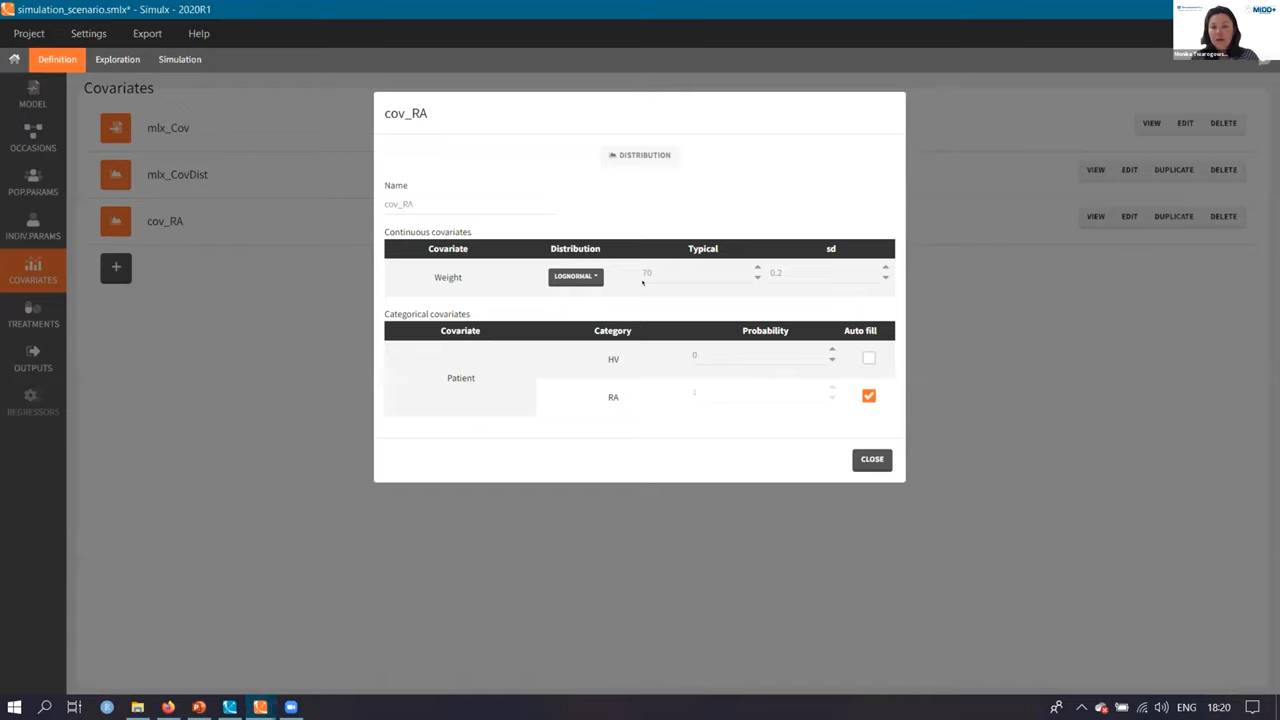 simulation_scenario.smlx* - Simulx - 2020R1
MIDD+
Project Settings Export Help
Monika Twarogows...
Definition Exploration Simulation
Covariates
MODEL
OCCASIONS
POP.PARAMS
INDIV.PARAMS
COVARIATES
TREATMENTS
OUTPUTS
REGRESSORS
mlx_Cov
VIEW EDIT DELETE
mlx_CovDist
VIEW EDIT DUPLICATE DELETE
cov_RA
VIEW EDIT DUPLICATE DELETE
+
cov_RA
DISTRIBUTION
Name
cov_RA
Continuous covariates
Covariate Distribution Typical sd
Weight LOGNORMAL 70 0.2
Categorical covariates
Covariate Category Probability Auto fill
Patient HV 0
RA 1
CLOSE
ENG 18:20